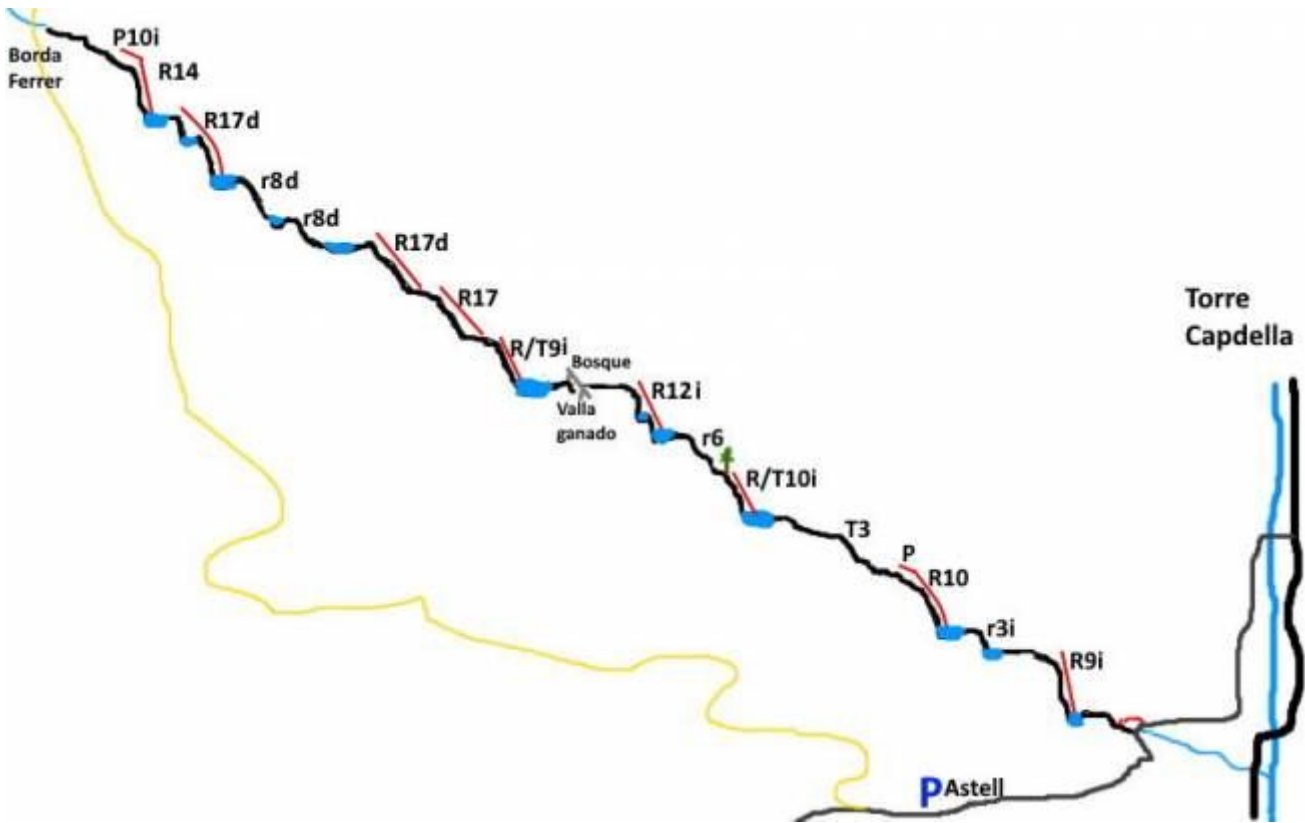 P10i
Borda
Ferrer
R14
R17d
r8d
r8d
R17d
R17
Torre
Capdella
R/T9i
Bosque
Valla
ganado
R12i
r6
R/T10i
T3
P
R10
r3i
R9i
P Astell